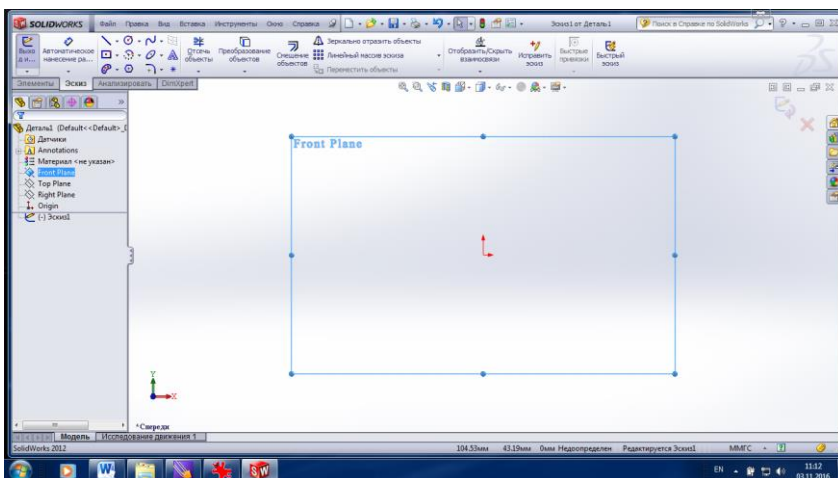 SOLIDWORKS Файл Правка Вид Вставка Инструменты Окно Справка Эскиз1 от Деталь1 Поиск в Справке по SolidWorks
Автоматическое нанесение ра... Отсечь объекты Преобразование объектов Смещение объектов Зеркально отразить объекты Отобразить/Скрыть взаимосвязи Исправить эскиз Быстрые привязки Быстрый эскиз
Линейный массив эскиза
Переместить объекты
Элементы Эскиз Анализировать DimXpert
Деталь1 (Default<<Default>_[
Датчики
Annotations
Материал <не указан>
Front Plane
Top Plane
Right Plane
Origin
(-) Эскиз1
Front Plane
Y
X
*Спереди
Модель Исследование движения 1
SolidWorks 2012 104.53мм 43.19мм 0мм Недоопределен Редактируется Эскиз1 ММГС
EN 11:12
03.11.2016